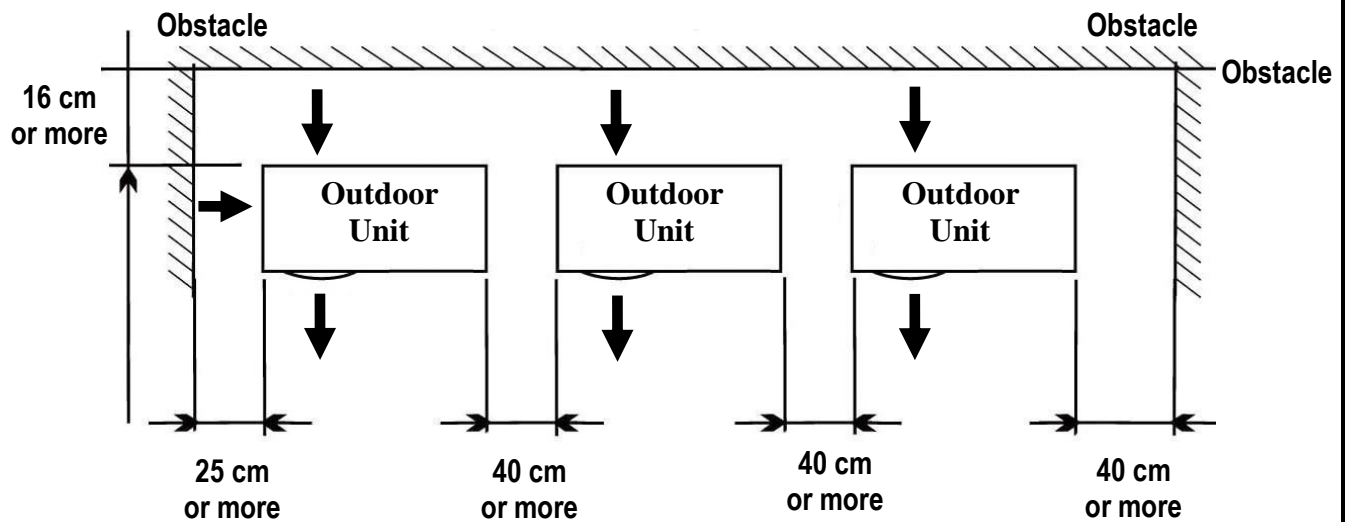 Obstacle
Obstacle
Obstacle
16 cm
or more
Outdoor
Unit
Outdoor
Unit
Outdoor
Unit
25 cm
or more
40 cm
or more
40 cm
or more
40 cm
or more